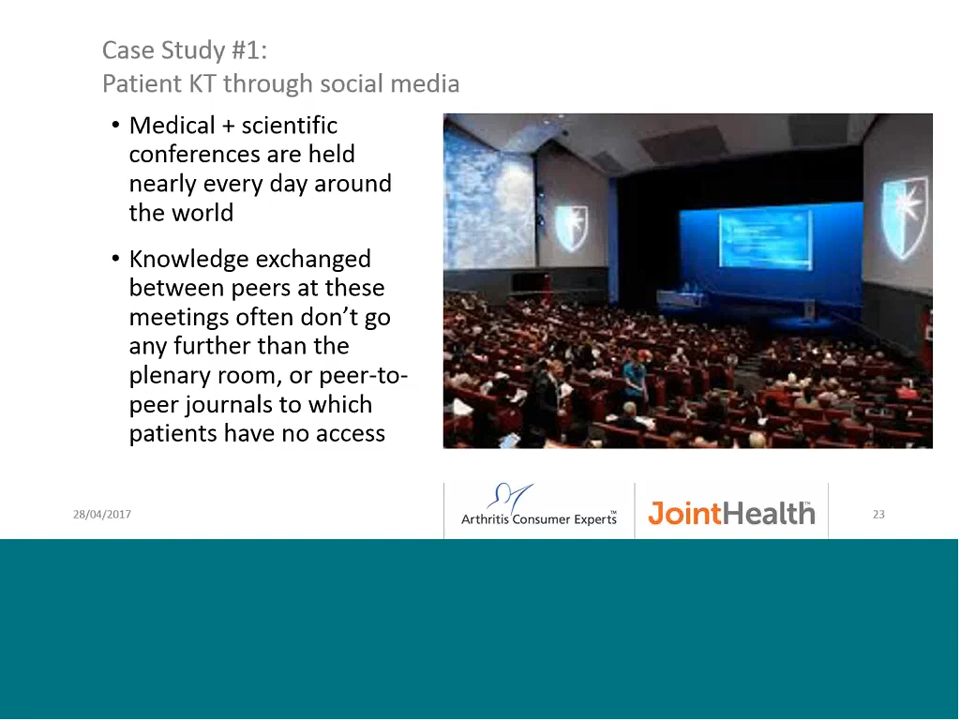 Case Study #1:
Patient KT through social media
• Medical + scientific
conferences are held
nearly every day around
the world
• Knowledge exchanged
between peers at these
meetings often don’t go
any further than the
plenary room, or peer-to-
peer journals to which
patients have no access
28/04/2017
Arthritis Consumer Experts™
JointHealth™
23